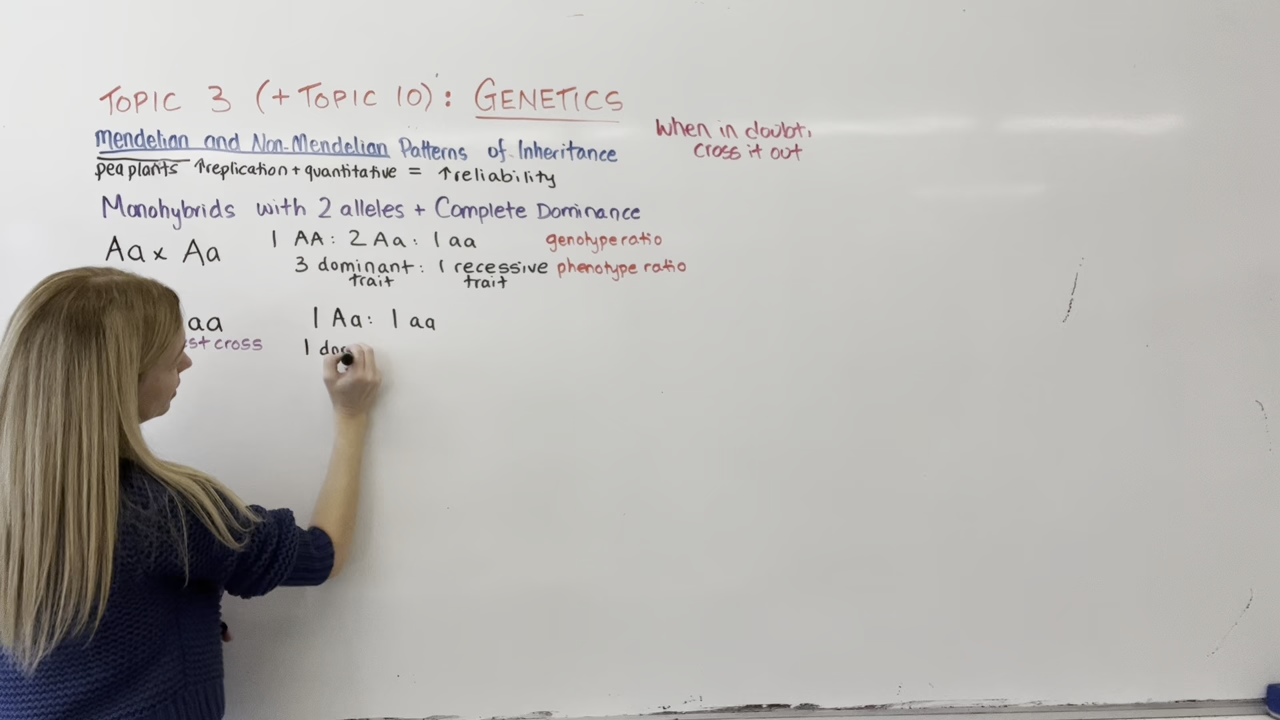 TOPIC 3 (+ TOPIC 10): GENETICS
When in doubt,
cross it out
Mendelian and Non-Mendelian Patterns of Inheritance
pea plants ↑replication + quantitative = ↑reliability
Monohybrids with 2 alleles + Complete Dominance
Aa x Aa 1 AA: 2 Aa: 1 aa genotype ratio
3 dominant: 1 recessive phenotype ratio
trait trait
aa 1 Aa: 1 aa
cross 1